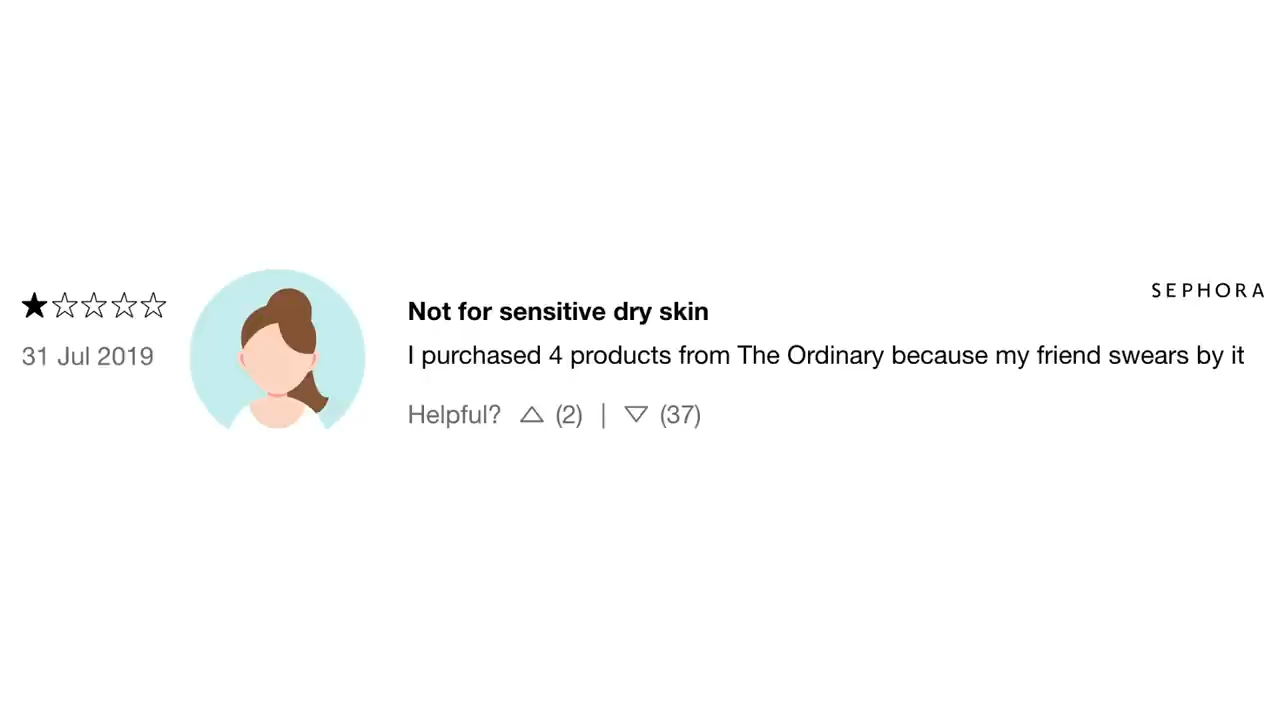 SEPHORA
Not for sensitive dry skin
31 Jul 2019
I purchased 4 products from The Ordinary because my friend swears by it
Helpful? (2) | (37)